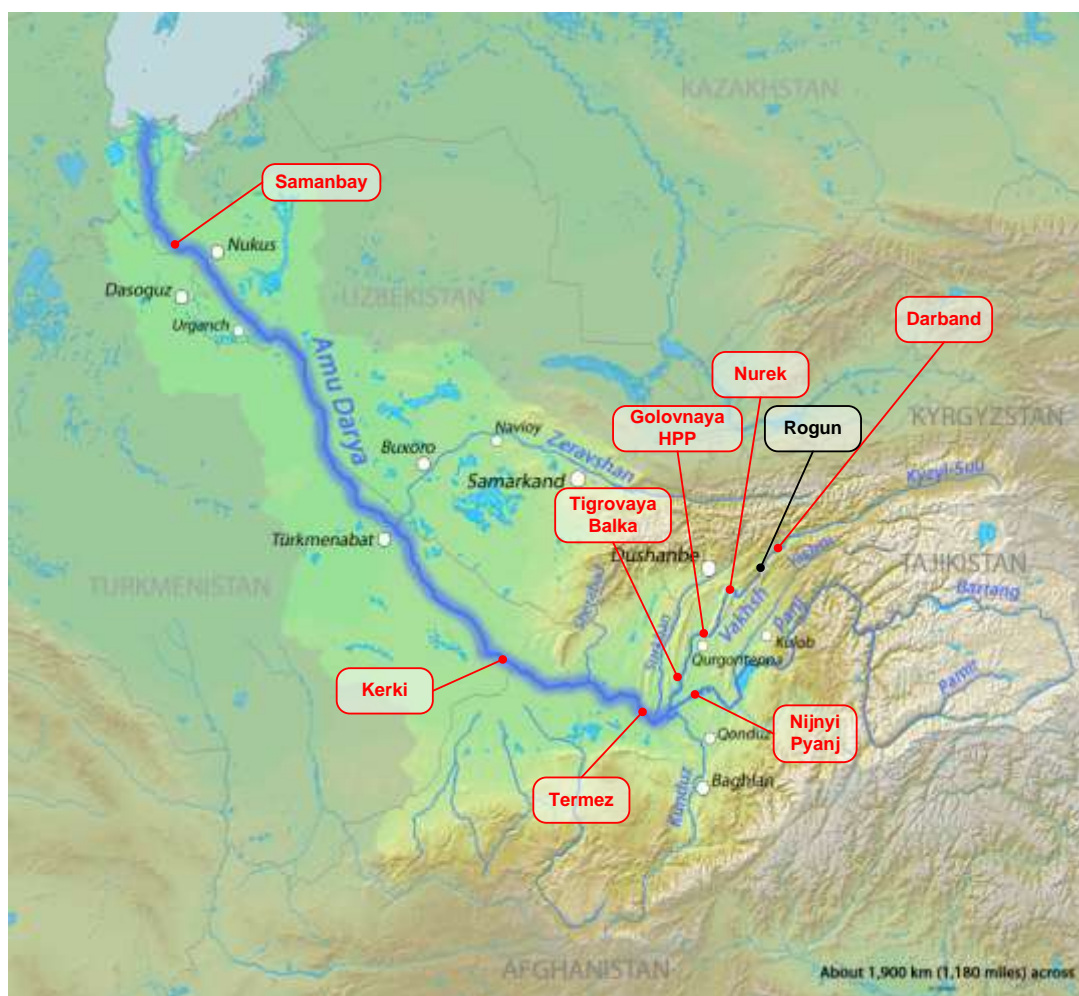 KAZAKHSTAN
Samanbay
Nukus
Dasoguz
UZBEKISTAN
Urganch
Darband
Amu Darya
Nurek
Golovnaya
HPP
Rogun
KYRGYZSTAN
Navioy
Buxoro
Zeravshan
Samarkand
Kyzyl-Suu
Tigrovaya
Balka
Türkmenabat
Dushanbe
TAJIKISTAN
TURKMENISTAN
Bartang
Vakhsh
Panj
Kulob
Qurgonteppa
Pamir
Kerki
Nijnyi
Pyanj
Qonduz
Termez
Baghlan
Kunduz
AFGHANISTAN
About 1,900 km (1,180 miles) across